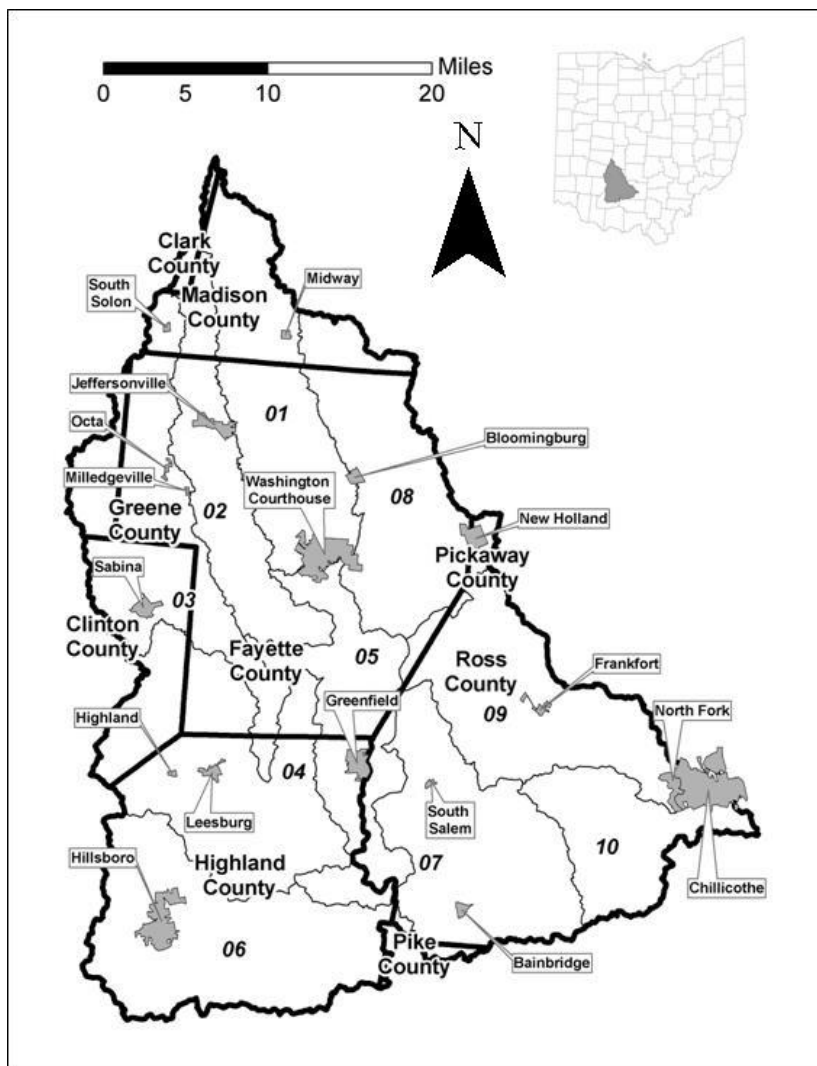 Miles
0 5 10 20
N
Clark
County
South
Solon
Madison
County
Midway
Jeffersonville
01
Octa
Bloomingburg
Milledgeville
Washington
Courthouse
02
08
Greene
County
New Holland
Pickaway
County
Sabina
03
Clinton
County
Fayette
County
05
Ross
County
Frankfort
09
Highland
Greenfield
North Fork
04
Leesburg
South
Salem
Hillsboro
Highland
County
07
10
Chillicothe
06
Pike
County
Bainbridge